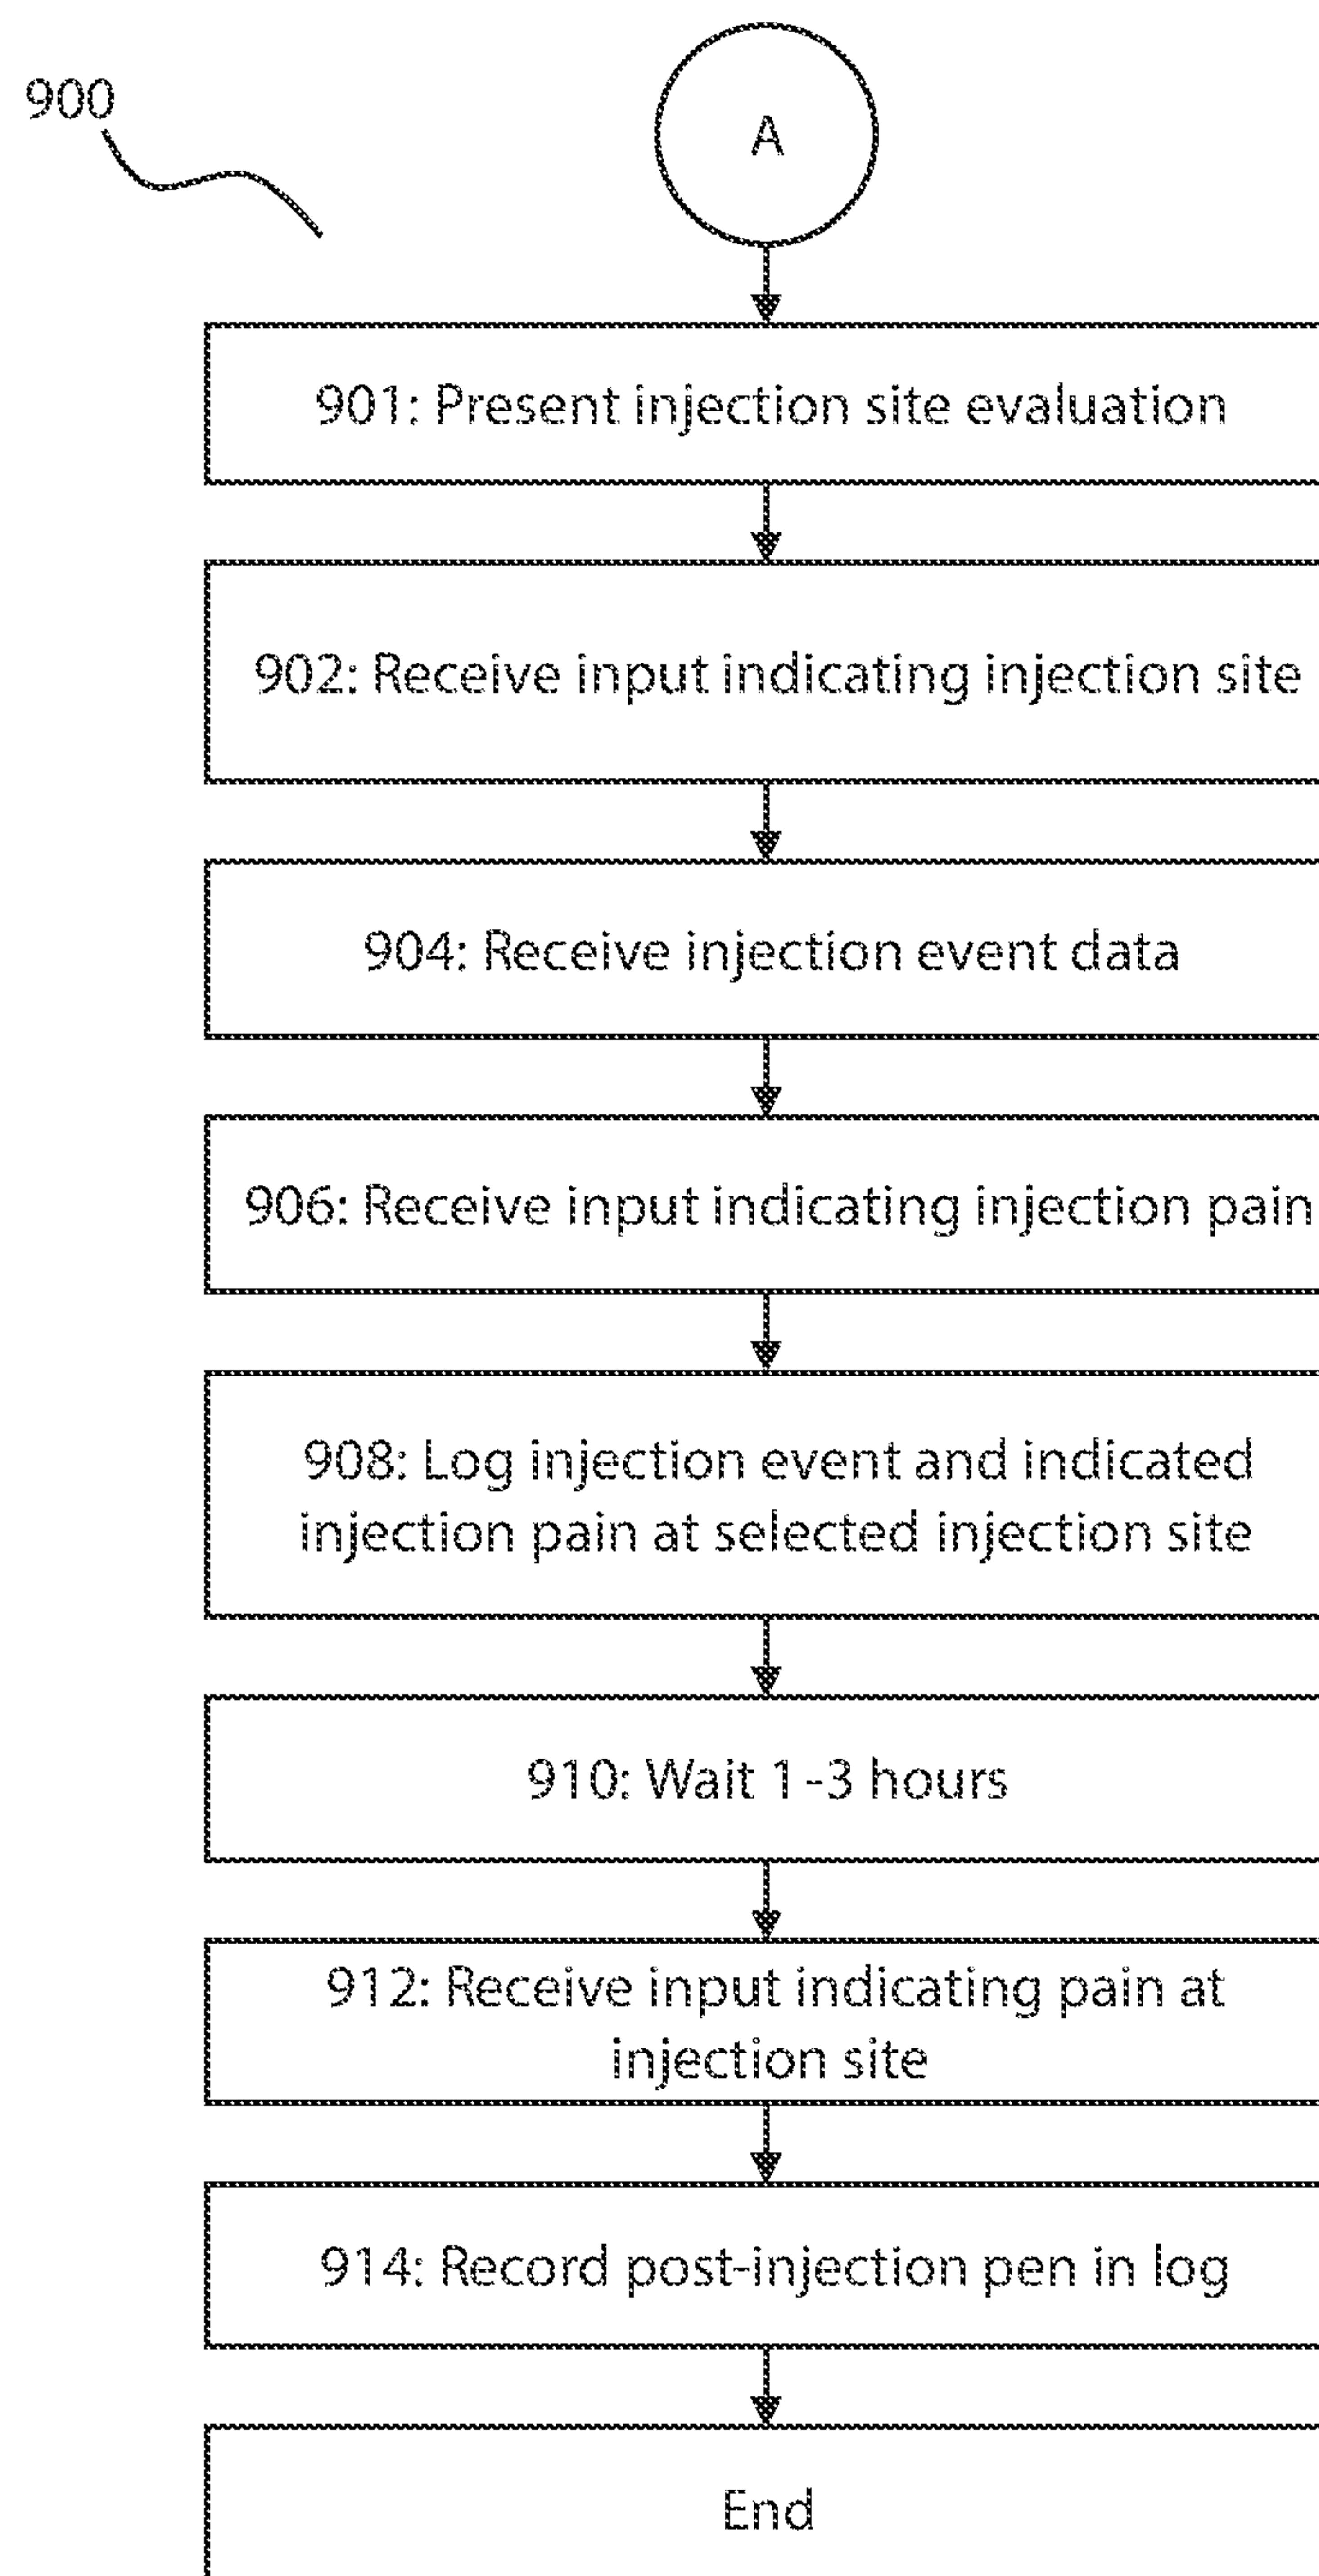 900
A
901: Present injection site evaluation
902: Receive input indicating injection site
904: Receive injection event data
906: Receive input indicating injection pain
908: Log injection event and indicated
injection pain at selected injection site
910: Wait 1-3 hours
912: Receive input indicating pain at
injection site
914: Record post-injection pen in log
End